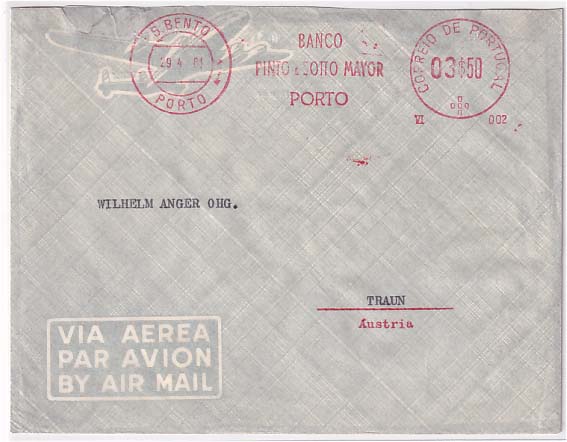 S. BENTO
29. 4. 61
PORTO
BANCO
PINTO & SOTTO MAYOR
PORTO
CORREIO DE PORTUGAL
03$50
VI 002
WILHELM ANGER OHG.
TRAUN
Austria
VIA AEREA
PAR AVION
BY AIR MAIL